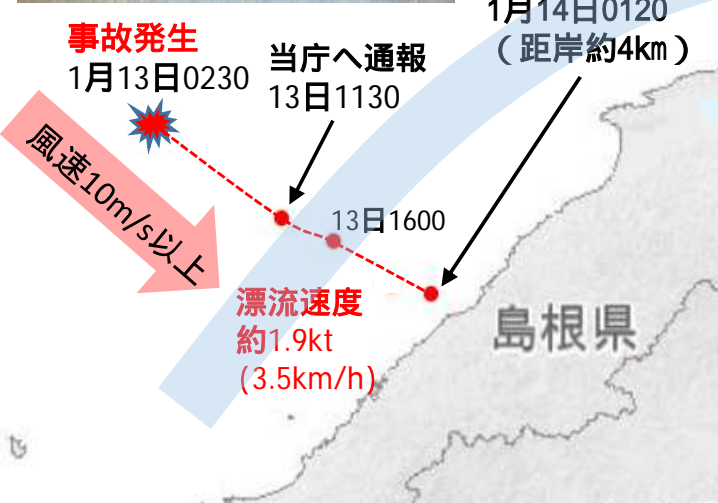 1月14日0120
(距岸約4km)
事故発生
1月13日0230
当庁へ通報
13日1130
風速10m/s以上
13日1600
漂流速度
約1.9kt
(3.5km/h)
島根県